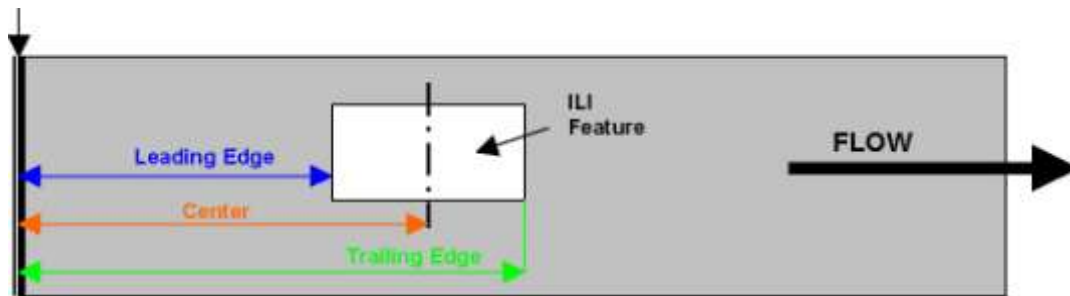 ILI
Feature
FLOW
Leading Edge
Center
Trailing Edge